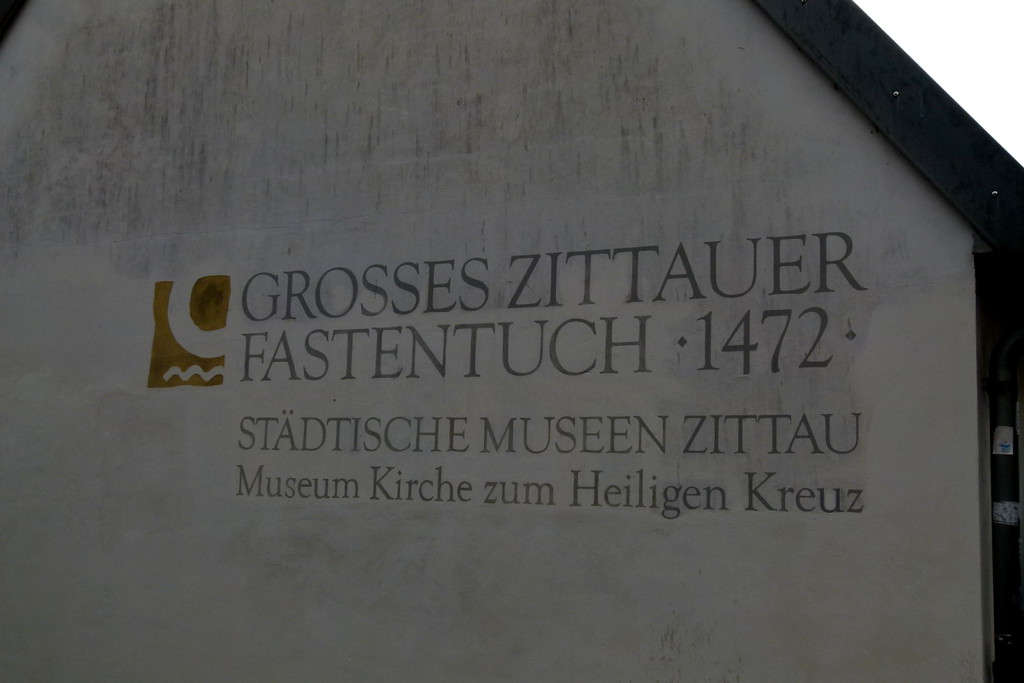 GROSSES ZITTAUER
FASTENTUCH · 1472 ·
STÄDTISCHE MUSEEN ZITTAU
Museum Kirche zum Heiligen Kreuz